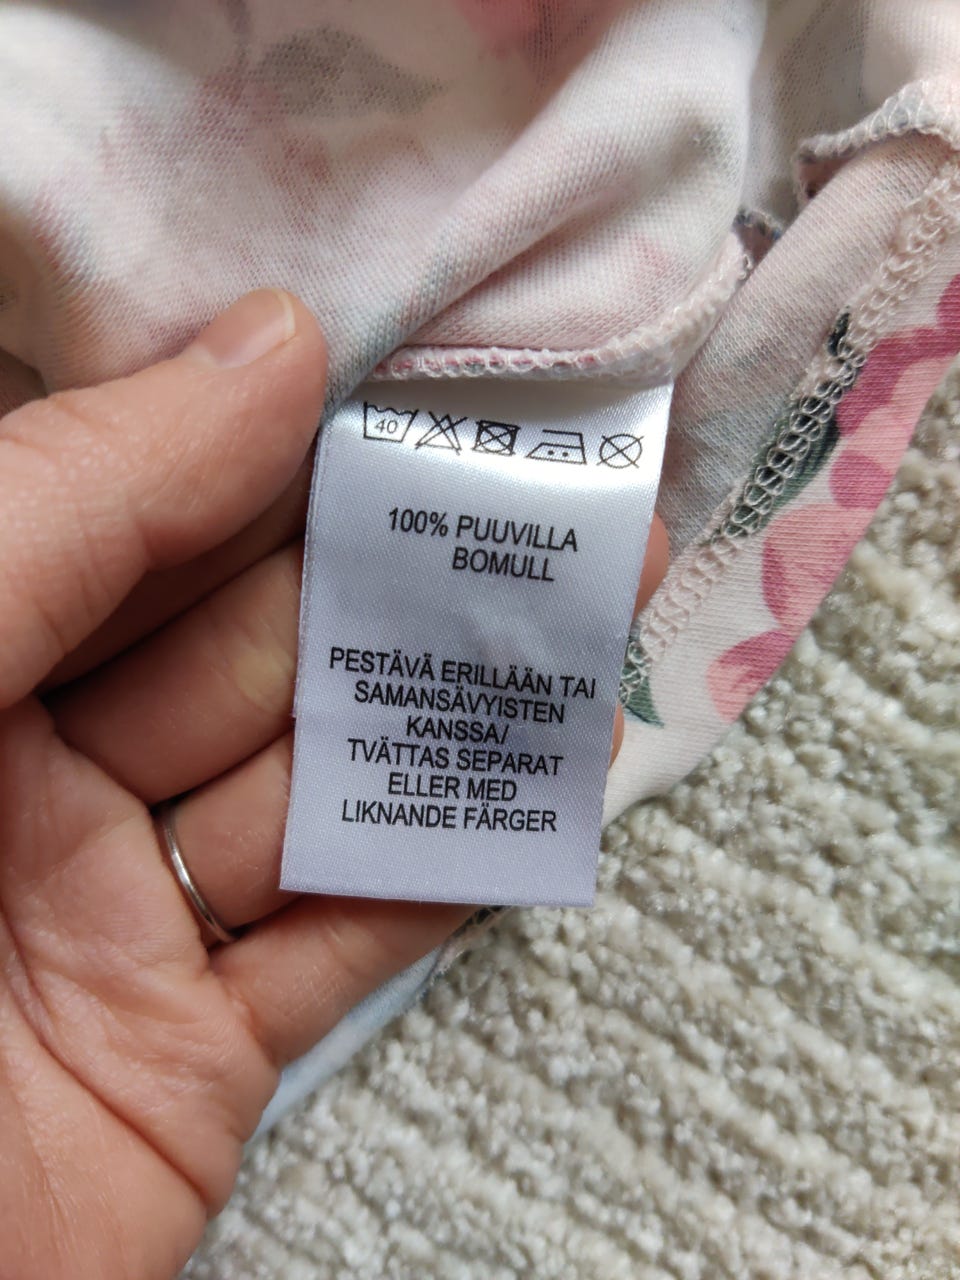 40
100% PUUVILLA
BOMULL
PESTÄVÄ ERILLÄÄN TAI
SAMANSÄVYISTEN
KANSSA/
TVÄTTAS SEPARAT
ELLER MED
LIKNANDE FÄRGER